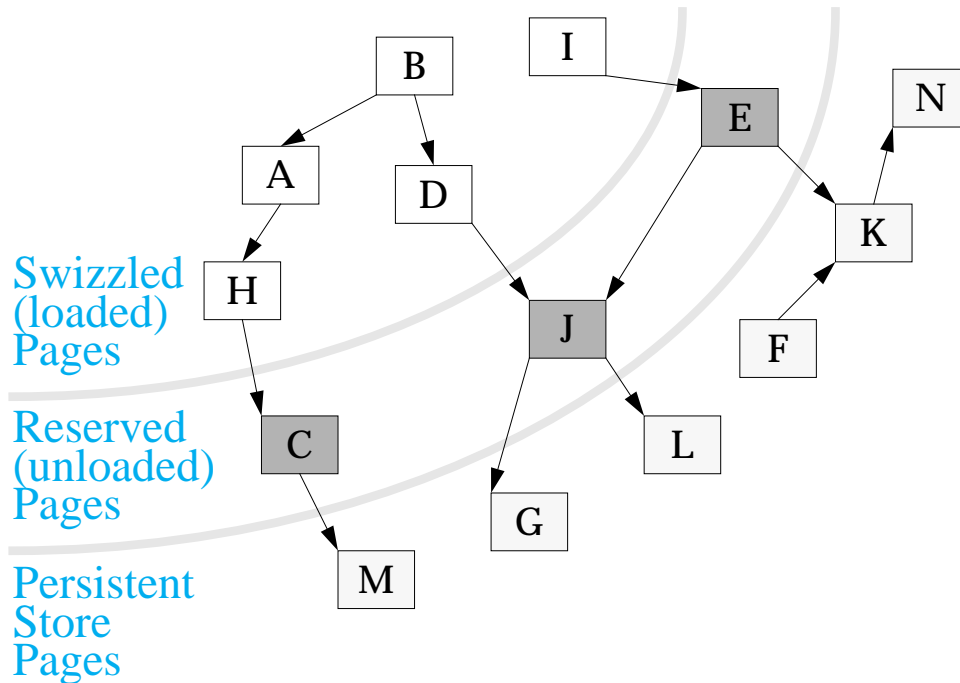 I
B
N
E
A
D
K
Swizzled
(loaded)
Pages
H
J
F
Reserved
(unloaded)
Pages
C
L
G
Persistent
Store
Pages
M